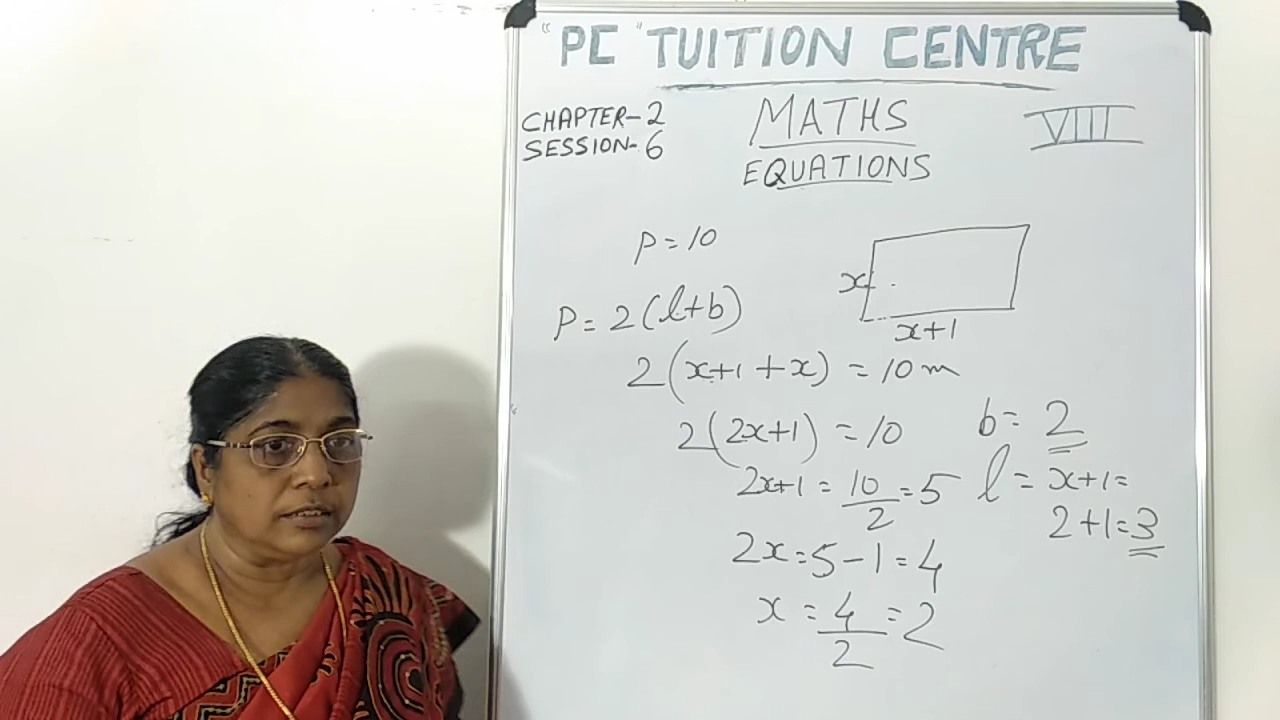 "PC" TUITION CENTRE
CHAPTER-2
SESSION-6
MATHS
EQUATIONS
VIII
P = 10
x
x+1
P = 2(l+b)
2(x+1+x) = 10 m
2(2x+1) = 10
2x+1 = 10/2 = 5
2x = 5-1 = 4
x = 4/2 = 2
b = 2
l = x+1 =
2+1 = 3